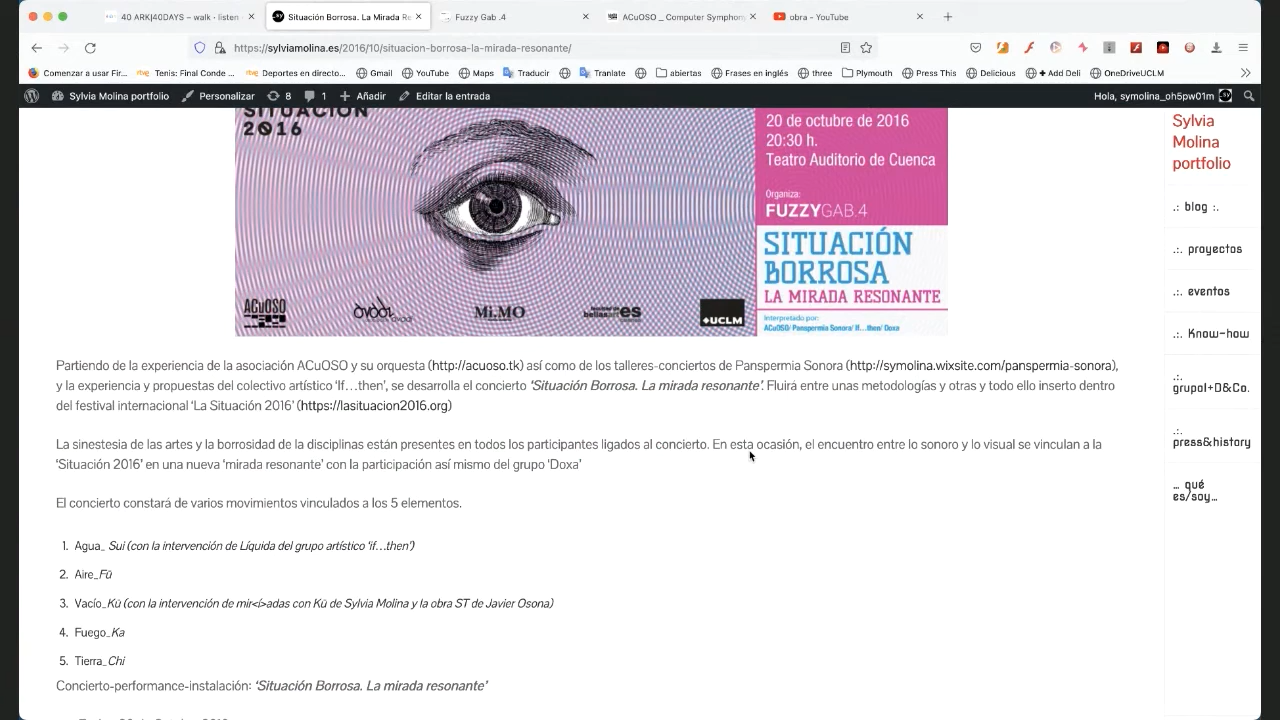 40 ARK|40DAYS – walk · listen
Situación Borrosa. La Mirada Re
Fuzzy Gab .4
ACuOSO _ Computer Symphon
obra - YouTube
https://sylviamolina.es/2016/10/situacion-borrosa-la-mirada-resonante/
Comenzar a usar Fir...
rtve Tenis: Final Conde ...
rtve Deportes en directo...
Gmail
YouTube
Maps
Traducir
Tranlate
abiertas
Frases en inglés
three
Plymouth
Press This
Delicious
+ Add Deli
OneDriveUCLM
Sylvia Molina portfolio
Personalizar
8
1
Añadir
Editar la entrada
Hola, symolina_oh5pw01m
SITUACIÓN
2016
20 de octubre de 2016
20:30 h.
Teatro Auditorio de Cuenca
Organiza:
FUZZYGAB.4
SITUACIÓN
BORROSA
LA MIRADA RESONANTE
Interpretado por:
ACuOSO/ Panspermia Sonora/ If...then/ Doxa
ACuOSO
Mi.MO
bellasartes
+UCLM
Partiendo de la experiencia de la asociación ACuOSO y su orquesta (http://acuoso.tk) así como de los talleres-conciertos de Panspermia Sonora (http://symolina.wixsite.com/panspermia-sonora),
y la experiencia y propuestas del colectivo artístico 'If…then', se desarrolla el concierto 'Situación Borrosa. La mirada resonante'. Fluirá entre unas metodologías y otras y todo ello inserto dentro
del festival internacional 'La Situación 2016' (https://lasituacion2016.org)
La sinestesia de las artes y la borrosidad de la disciplinas están presentes en todos los participantes ligados al concierto. En esta ocasión, el encuentro entre lo sonoro y lo visual se vinculan a la
'Situación 2016' en una nueva 'mirada resonante' con la participación así mismo del grupo 'Doxa'
El concierto constará de varios movimientos vinculados a los 5 elementos.
1. Agua_ Sui (con la intervención de Líquida del grupo artístico 'if…then')
2. Aire_Fū
3. Vacío_Kū (con la intervención de mir<í>adas con Kū de Sylvia Molina y la obra ST de Javier Osona)
4. Fuego_Ka
5. Tierra_Chi
Concierto-performance-instalación: 'Situación Borrosa. La mirada resonante'
Sylvia
Molina
portfolio
.: blog :.
.:. proyectos
.:. eventos
.:. Know-how
.:.
grupoI+D&Co.
.:.
press&history
... qué
es/soy...